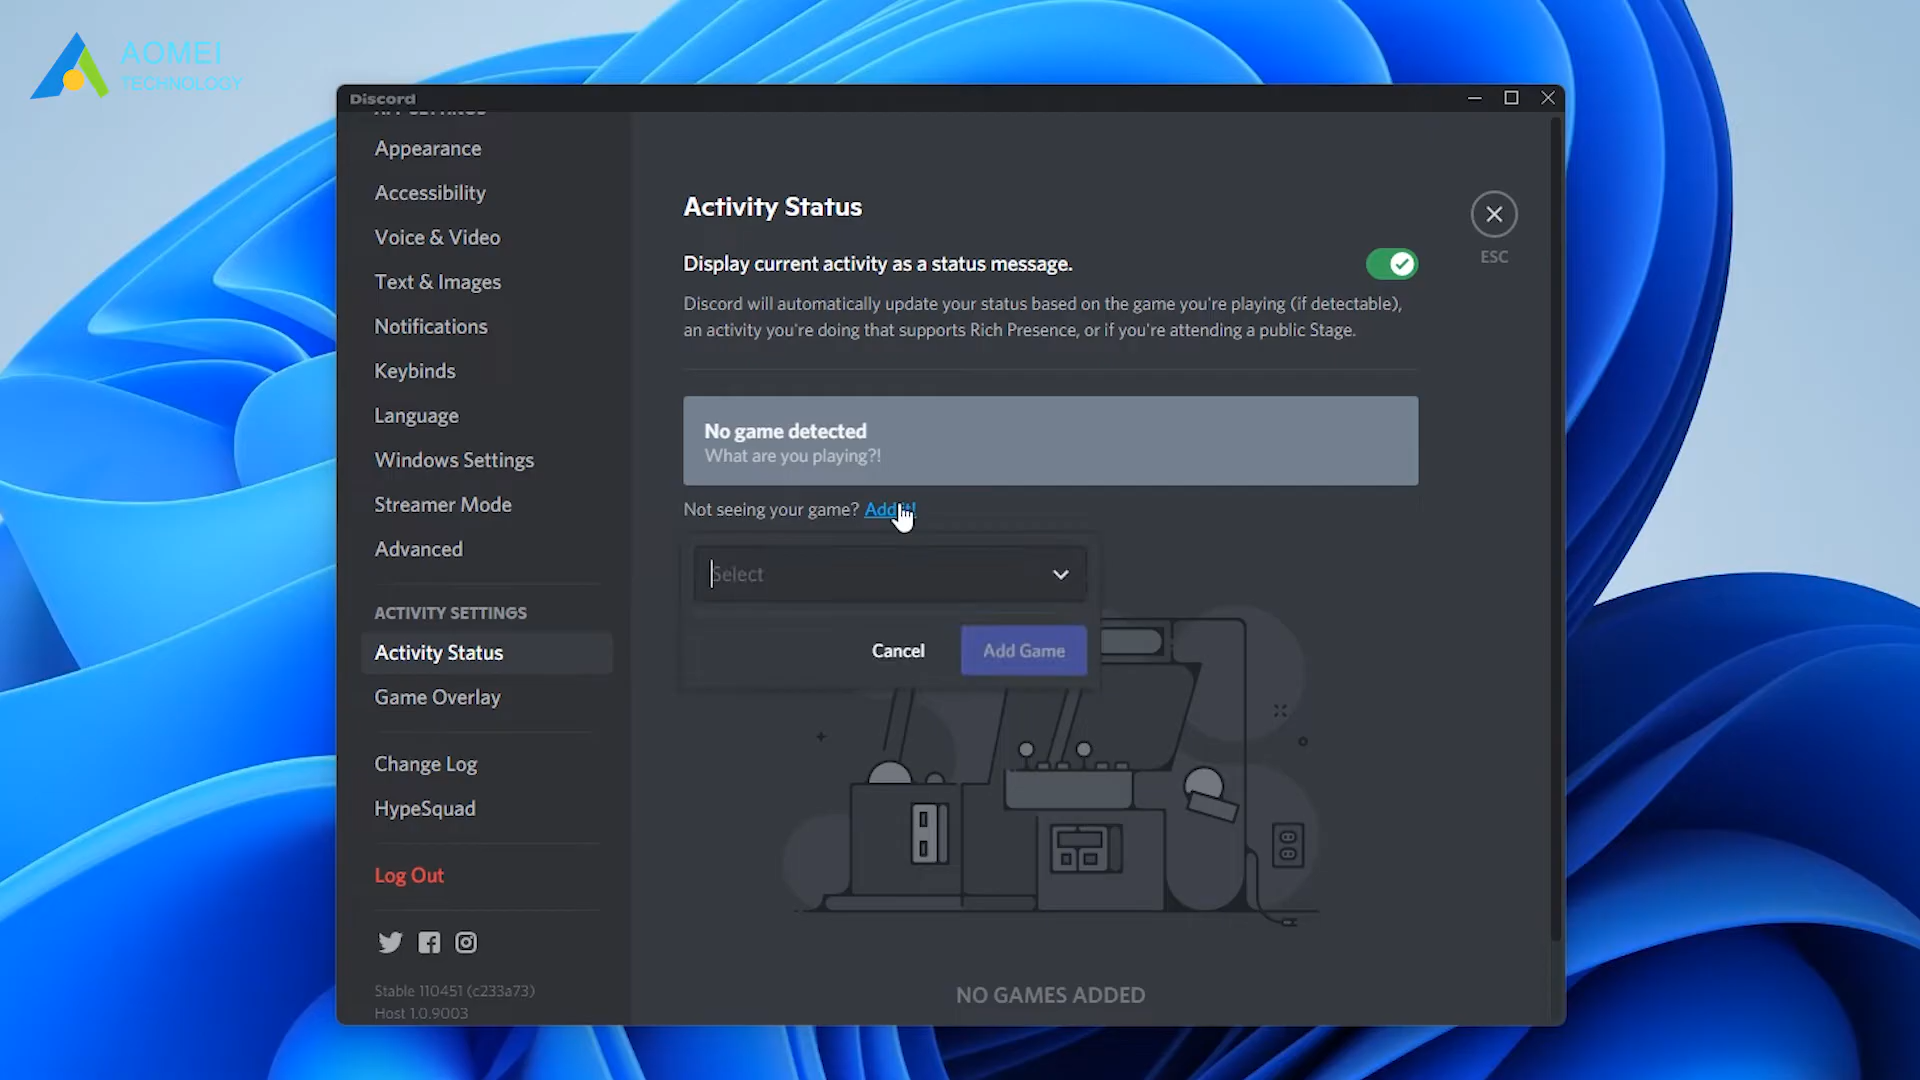 AOMEI
TECHNOLOGY
Discord
APP SETTINGS
Appearance
Accessibility
Voice & Video
Text & Images
Notifications
Keybinds
Language
Windows Settings
Streamer Mode
Advanced
ACTIVITY SETTINGS
Activity Status
Game Overlay
Change Log
HypeSquad
Log Out
Stable 110451 (c233a73)
Host 1.0.9003
Activity Status
Display current activity as a status message.
Discord will automatically update your status based on the game you're playing (if detectable),
an activity you're doing that supports Rich Presence, or if you're attending a public Stage.
ESC
No game detected
What are you playing?!
Not seeing your game? Add it!
Select
Cancel
Add Game
NO GAMES ADDED